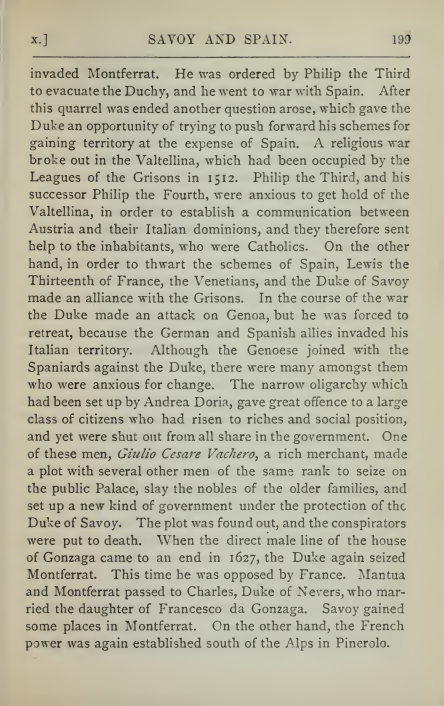 x.] SAVOY AND SPAIN. 199
invaded Montferrat. He was ordered by Philip the Third
to evacuate the Duchy, and he went to war with Spain. After
this quarrel was ended another question arose, which gave the
Duke an opportunity of trying to push forward his schemes for
gaining territory at the expense of Spain. A religious war
broke out in the Valtellina, which had been occupied by the
Leagues of the Grisons in 1512. Philip the Third, and his
successor Philip the Fourth, were anxious to get hold of the
Valtellina, in order to establish a communication between
Austria and their Italian dominions, and they therefore sent
help to the inhabitants, who were Catholics. On the other
hand, in order to thwart the schemes of Spain, Lewis the
Thirteenth of France, the Venetians, and the Duke of Savoy
made an alliance with the Grisons. In the course of the war
the Duke made an attack on Genoa, but he was forced to
retreat, because the German and Spanish allies invaded his
Italian territory. Although the Genoese joined with the
Spaniards against the Duke, there were many amongst them
who were anxious for change. The narrow oligarchy which
had been set up by Andrea Doria, gave great offence to a large
class of citizens who had risen to riches and social position,
and yet were shut out from all share in the government. One
of these men, Giulio Cesare Vachero, a rich merchant, made
a plot with several other men of the same rank to seize on
the public Palace, slay the nobles of the older families, and
set up a new kind of government under the protection of the
Duke of Savoy. The plot was found out, and the conspirators
were put to death. When the direct male line of the house
of Gonzaga came to an end in 1627, the Duke again seized
Montferrat. This time he was opposed by France. Mantua
and Montferrat passed to Charles, Duke of Nevers, who mar-
ried the daughter of Francesco da Gonzaga. Savoy gained
some places in Montferrat. On the other hand, the French
power was again established south of the Alps in Pinerolo.